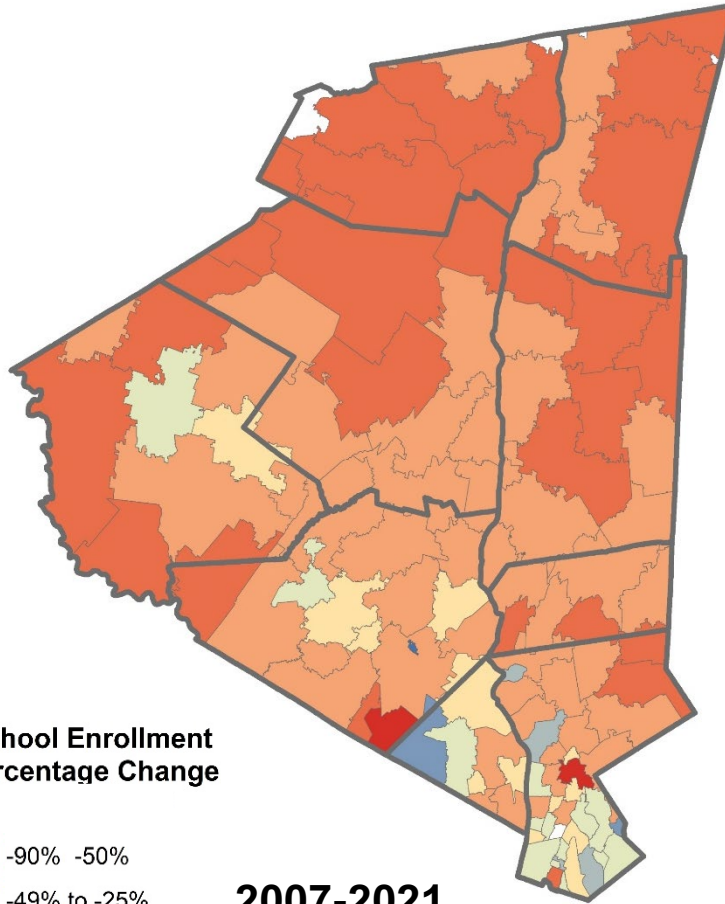 hool Enrollment
rcentage Change
-90% -50%
-49% to -25%
2007-2021